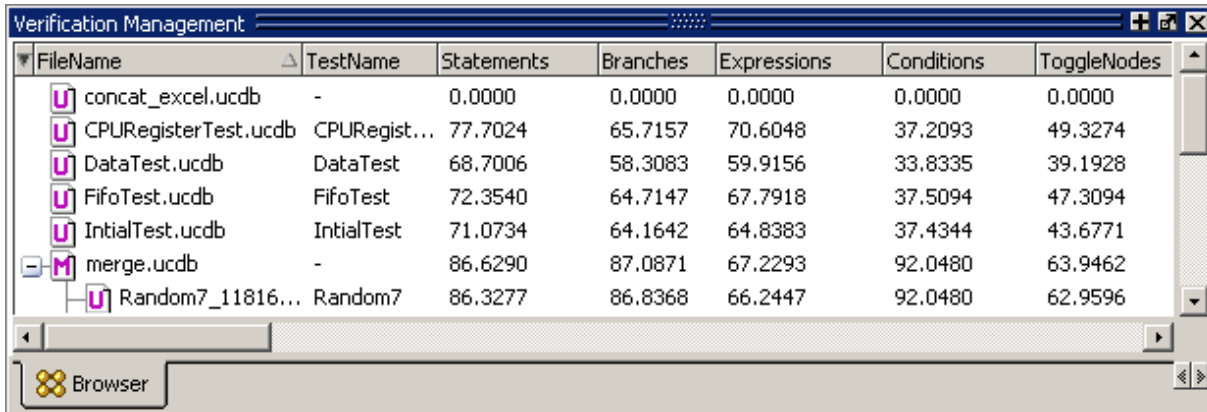 Verification Management
FileName TestName Statements Branches Expressions Conditions ToggleNodes
U concat_excel.ucdb - 0.0000 0.0000 0.0000 0.0000 0.0000
U CPURegisterTest.ucdb CPURegist... 77.7024 65.7157 70.6048 37.2093 49.3274
U DataTest.ucdb DataTest 68.7006 58.3083 59.9156 33.8335 39.1928
U FifoTest.ucdb FifoTest 72.3540 64.7147 67.7918 37.5094 47.3094
U IntialTest.ucdb IntialTest 71.0734 64.1642 64.8383 37.4344 43.6771
M merge.ucdb - 86.6290 87.0871 67.2293 92.0480 63.9462
U Random7_11816... Random7 86.3277 86.8368 66.2447 92.0480 62.9596
Browser